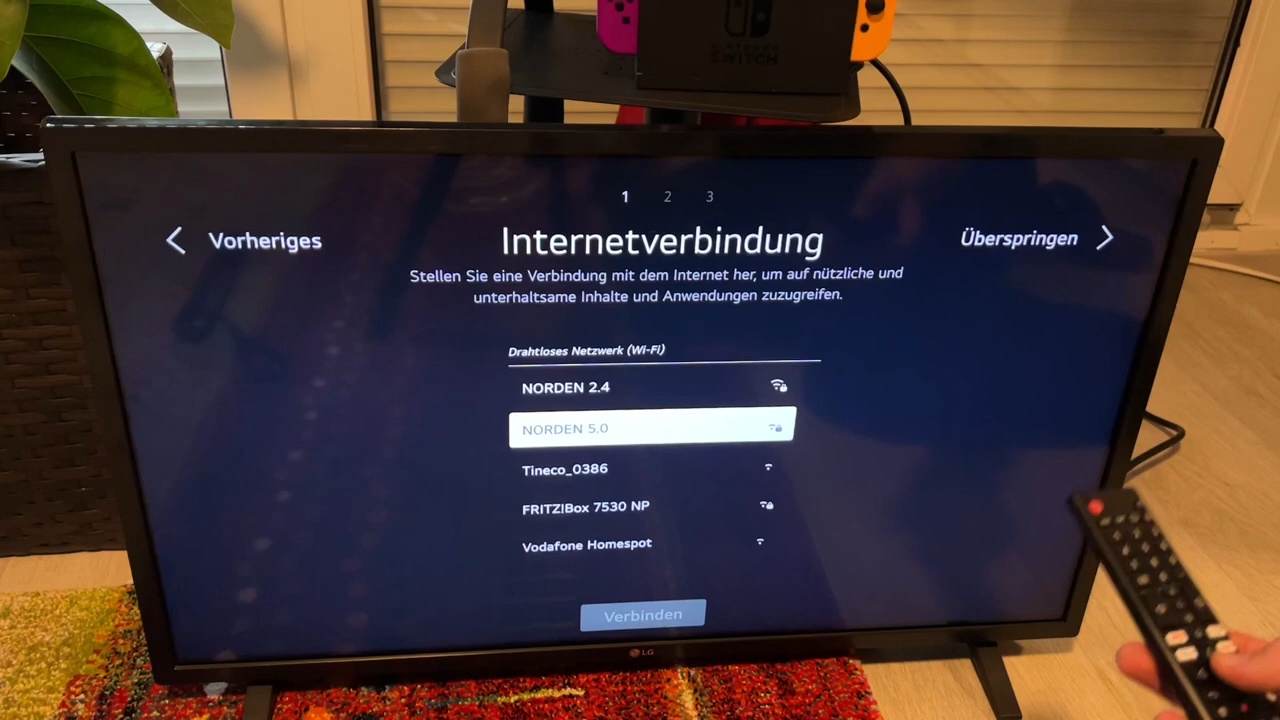 NINTENDO
SWITCH
1 2 3
Vorheriges
Internetverbindung
Überspringen
Stellen Sie eine Verbindung mit dem Internet her, um auf nützliche und
unterhaltsame Inhalte und Anwendungen zuzugreifen.
Drahtloses Netzwerk (Wi-Fi)
NORDEN 2.4
NORDEN 5.0
Tineco_0386
FRITZ!Box 7530 NP
Vodafone Homespot
Verbinden
LG